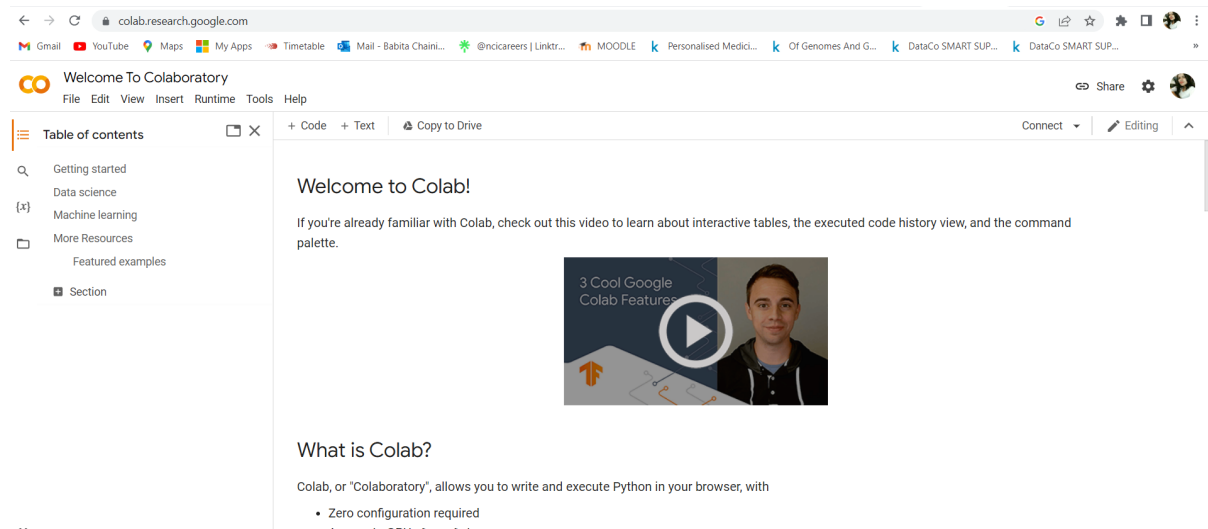 colab.research.google.com
Gmail YouTube Maps My Apps Timetable Mail - Babita Chaini... @ncicareers | Linktr... MOODLE Personalised Medici... Of Genomes And G... DataCo SMART SUP... DataCo SMART SUP... »
CO Welcome To Colaboratory
File Edit View Insert Runtime Tools Help
Share
Table of contents
+ Code + Text Copy to Drive
Connect Editing
Getting started
Data science
{x}
Machine learning
More Resources
Featured examples
Section
Welcome to Colab!
If you're already familiar with Colab, check out this video to learn about interactive tables, the executed code history view, and the command
palette.
3 Cool Google
Colab Features
What is Colab?
Colab, or "Colaboratory", allows you to write and execute Python in your browser, with
• Zero configuration required